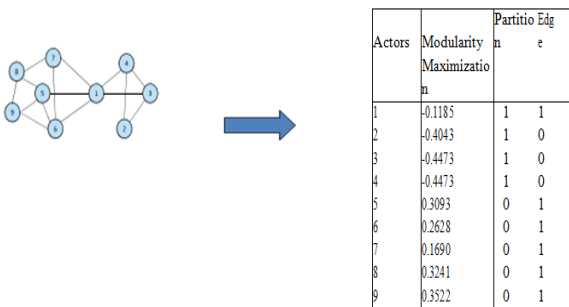 7
4
8
5
1
3
9
6
2
Partitio Edg
Actors Modularity n e
Maximizatio
n
1 -0.1185 1 1
2 -0.4043 1 0
3 -0.4473 1 0
4 -0.4473 1 0
5 0.3093 0 1
6 0.2628 0 1
7 0.1690 0 1
8 0.3241 0 1
9 0.3522 0 1